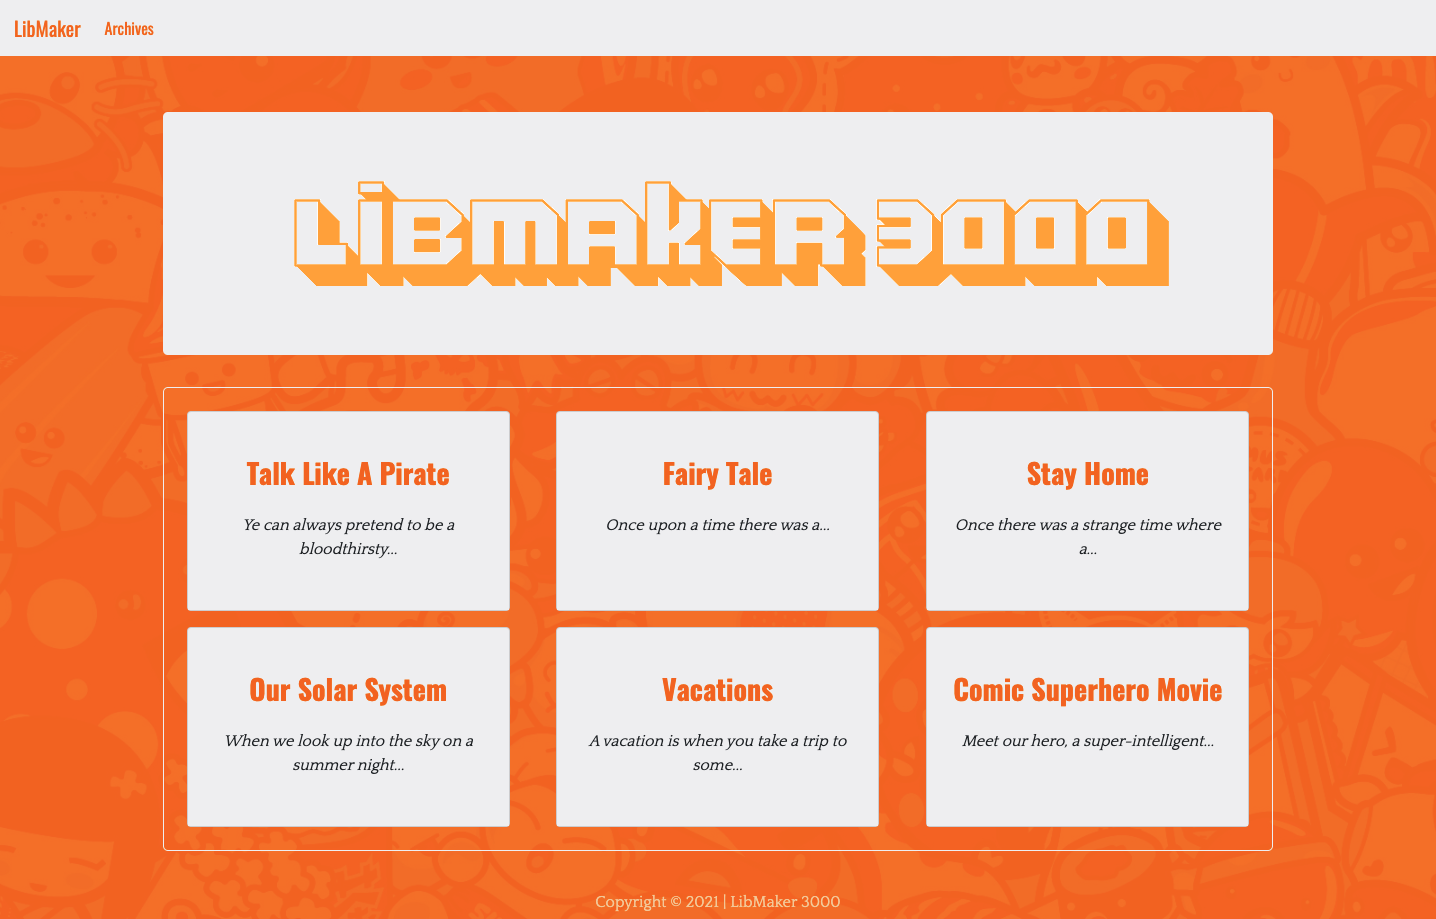 LibMaker Archives
LiBMAKER 3000
Talk Like A Pirate
Ye can always pretend to be a
bloodthirsty...
Fairy Tale
Once upon a time there was a...
Stay Home
Once there was a strange time where
a...
Our Solar System
When we look up into the sky on a
summer night...
Vacations
A vacation is when you take a trip to
some...
Comic Superhero Movie
Meet our hero, a super-intelligent...
Copyright © 2021 | LibMaker 3000